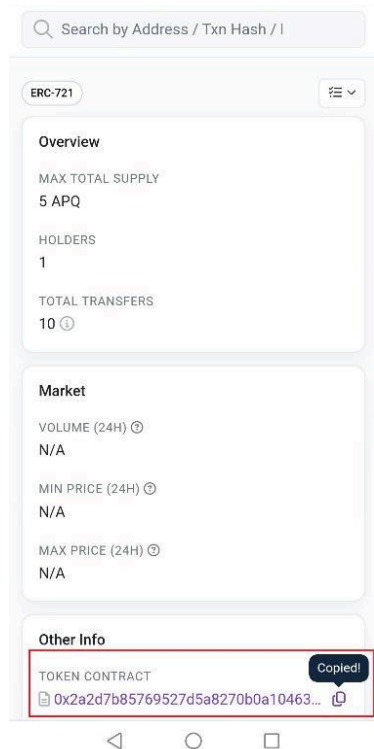 Search by Address / Txn Hash / I
ERC-721
Overview
MAX TOTAL SUPPLY
5 APQ
HOLDERS
1
TOTAL TRANSFERS
10
Market
VOLUME (24H)
N/A
MIN PRICE (24H)
N/A
MAX PRICE (24H)
N/A
Other Info
Copied!
TOKEN CONTRACT
0x2a2d7b85769527d5a8270b0a10463...